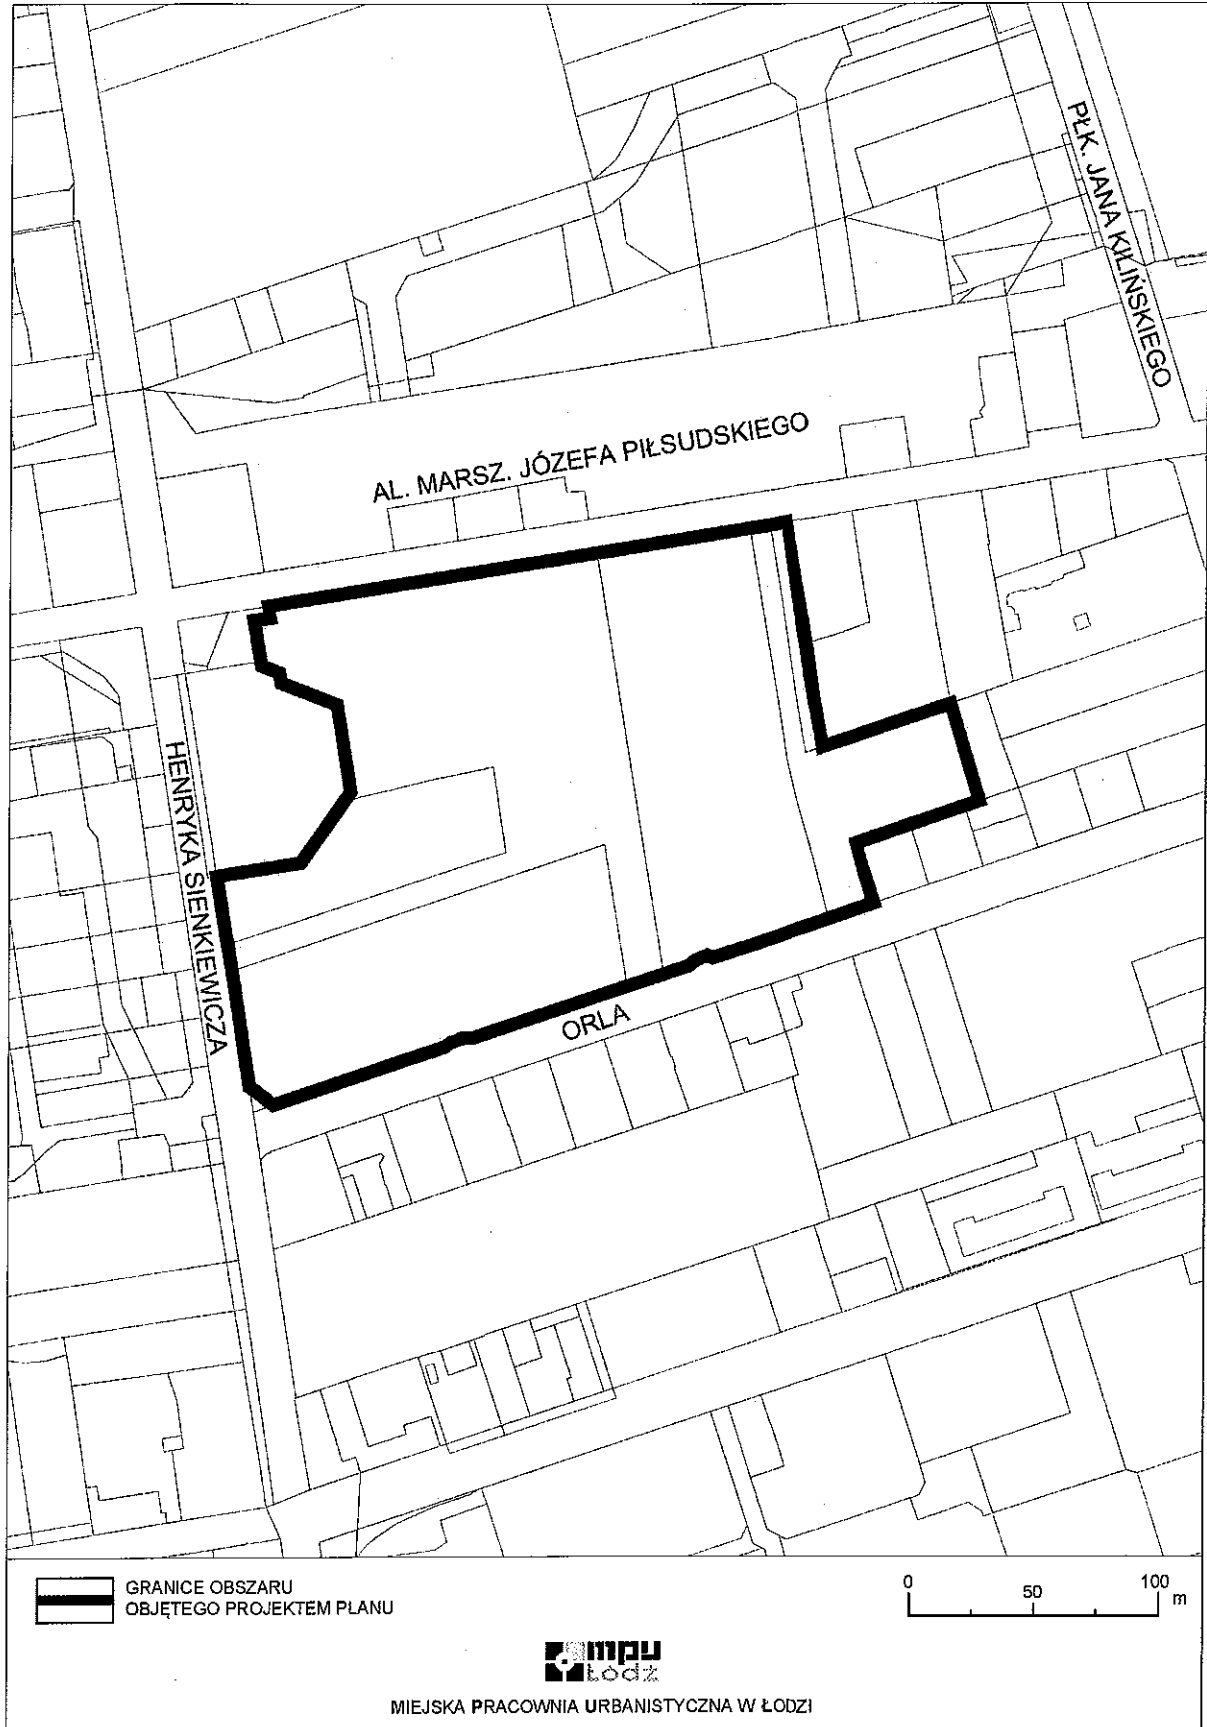 PŁK. JANA KILIŃSKIEGO
AL. MARSZ. JÓZEFA PIŁSUDSKIEGO
HENRYKA SIENKIEWICZA
ORLA
GRANICE OBSZARU
OBJĘTEGO PROJEKTEM PLANU
0 50 100 m
mpu
Łódź
MIEJSKA PRACOWNIA URBANISTYCZNA W ŁODZI